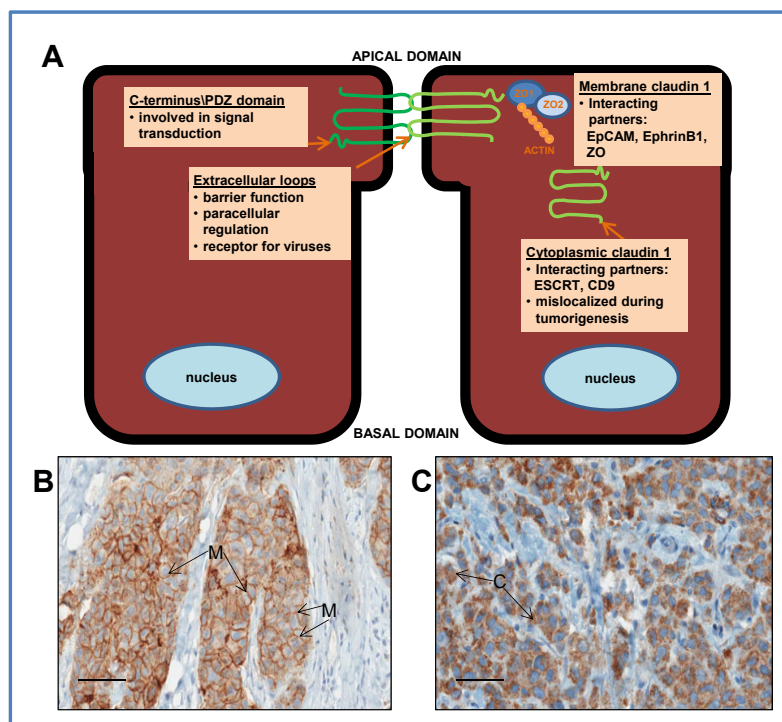 A
APICAL DOMAIN
C-terminus\PDZ domain
• involved in signal
transduction
Extracellular loops
• barrier function
• paracellular
regulation
• receptor for viruses
ZO1
ZO2
ACTIN
Membrane claudin 1
• Interacting
partners:
EpCAM, EphrinB1,
ZO
Cytoplasmic claudin 1
• Interacting partners:
ESCRT, CD9
• mislocalized during
tumorigenesis
nucleus
nucleus
BASAL DOMAIN
B
M
M
C
C